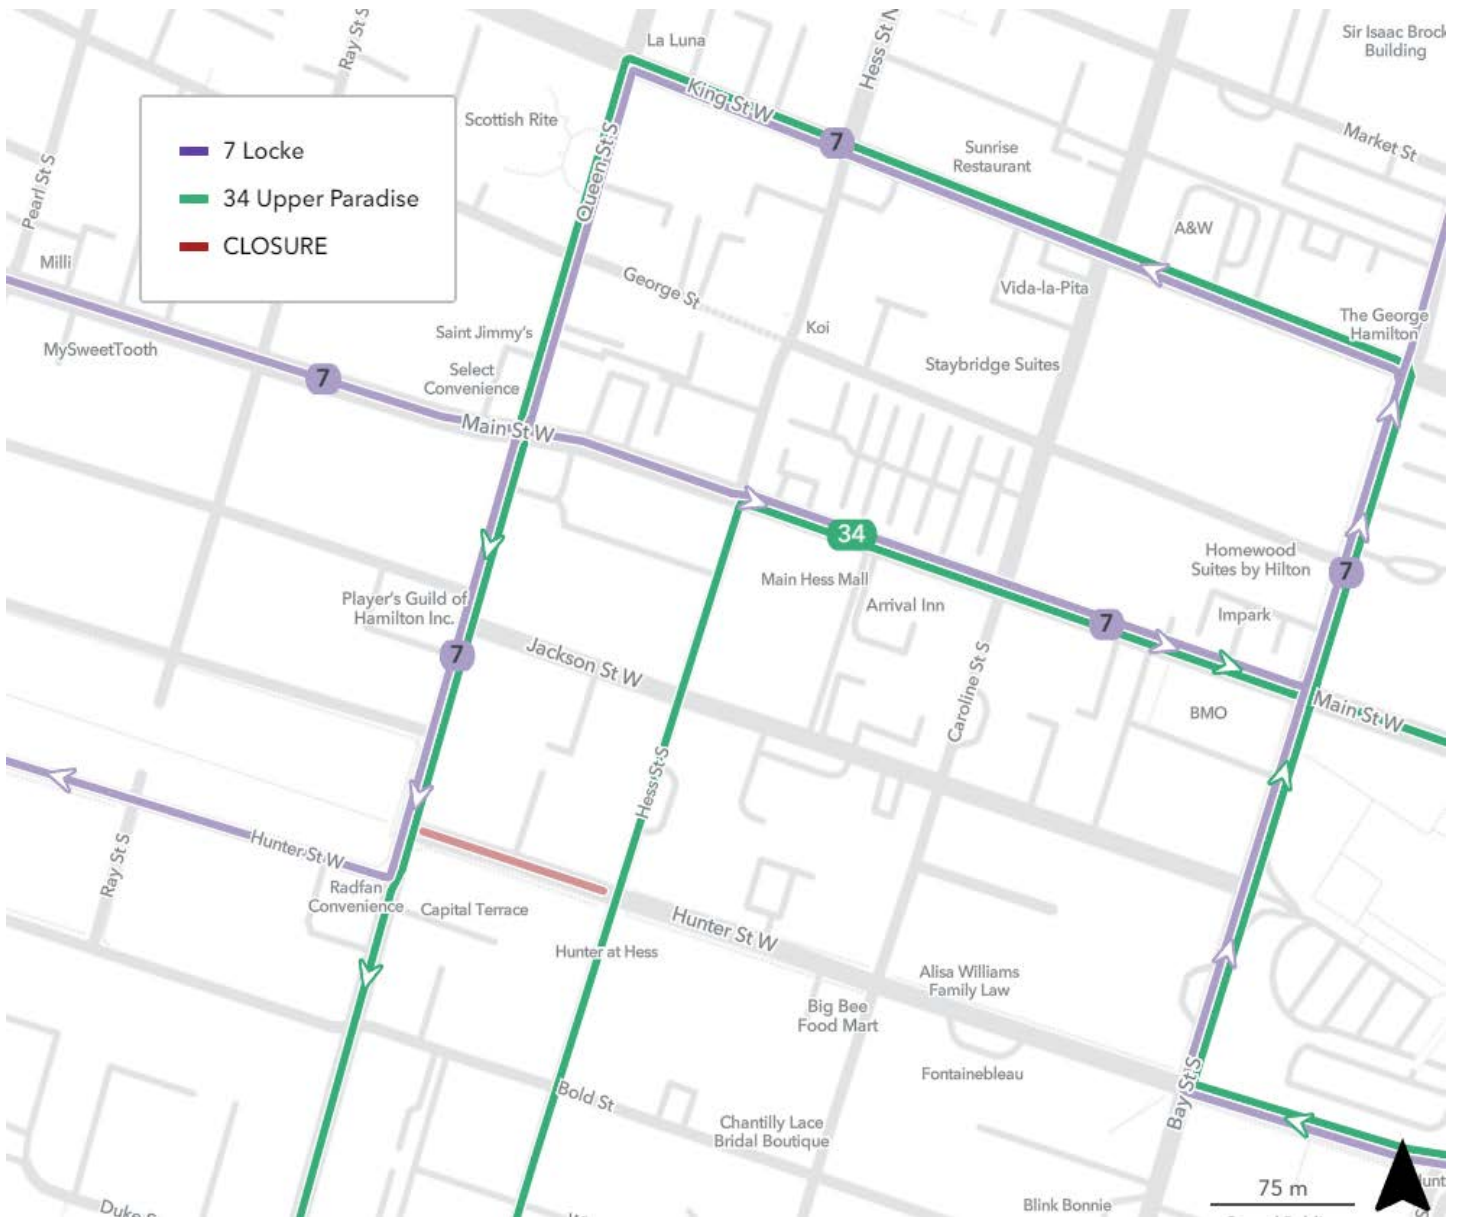 La Luna
Ray St S
Hess St N
Sir Isaac Brock
Building
King St W
Scottish Rite
7
Sunrise
Restaurant
Market St
7 Locke
34 Upper Paradise
CLOSURE
Pearl St S
Queen St S
A&W
Milli
George St
Vida-la-Pita
Koi
The George
Hamilton
Saint Jimmy's
MySweetTooth
Select
Convenience
Staybridge Suites
7
Main St W
34
Homewood
Suites by Hilton
7
Main Hess Mall
Arrival Inn
Impark
Player's Guild of
Hamilton Inc.
7
7
Jackson St W
Caroline St S
BMO
Main St W
Hess St S
Hunter St W
Ray St S
Radfan
Convenience
Capital Terrace
Hunter St W
Hunter at Hess
Alisa Williams
Family Law
Big Bee
Food Mart
Fontainebleau
Bay St S
Bold St
Chantilly Lace
Bridal Boutique
75 m
Blink Bonnie